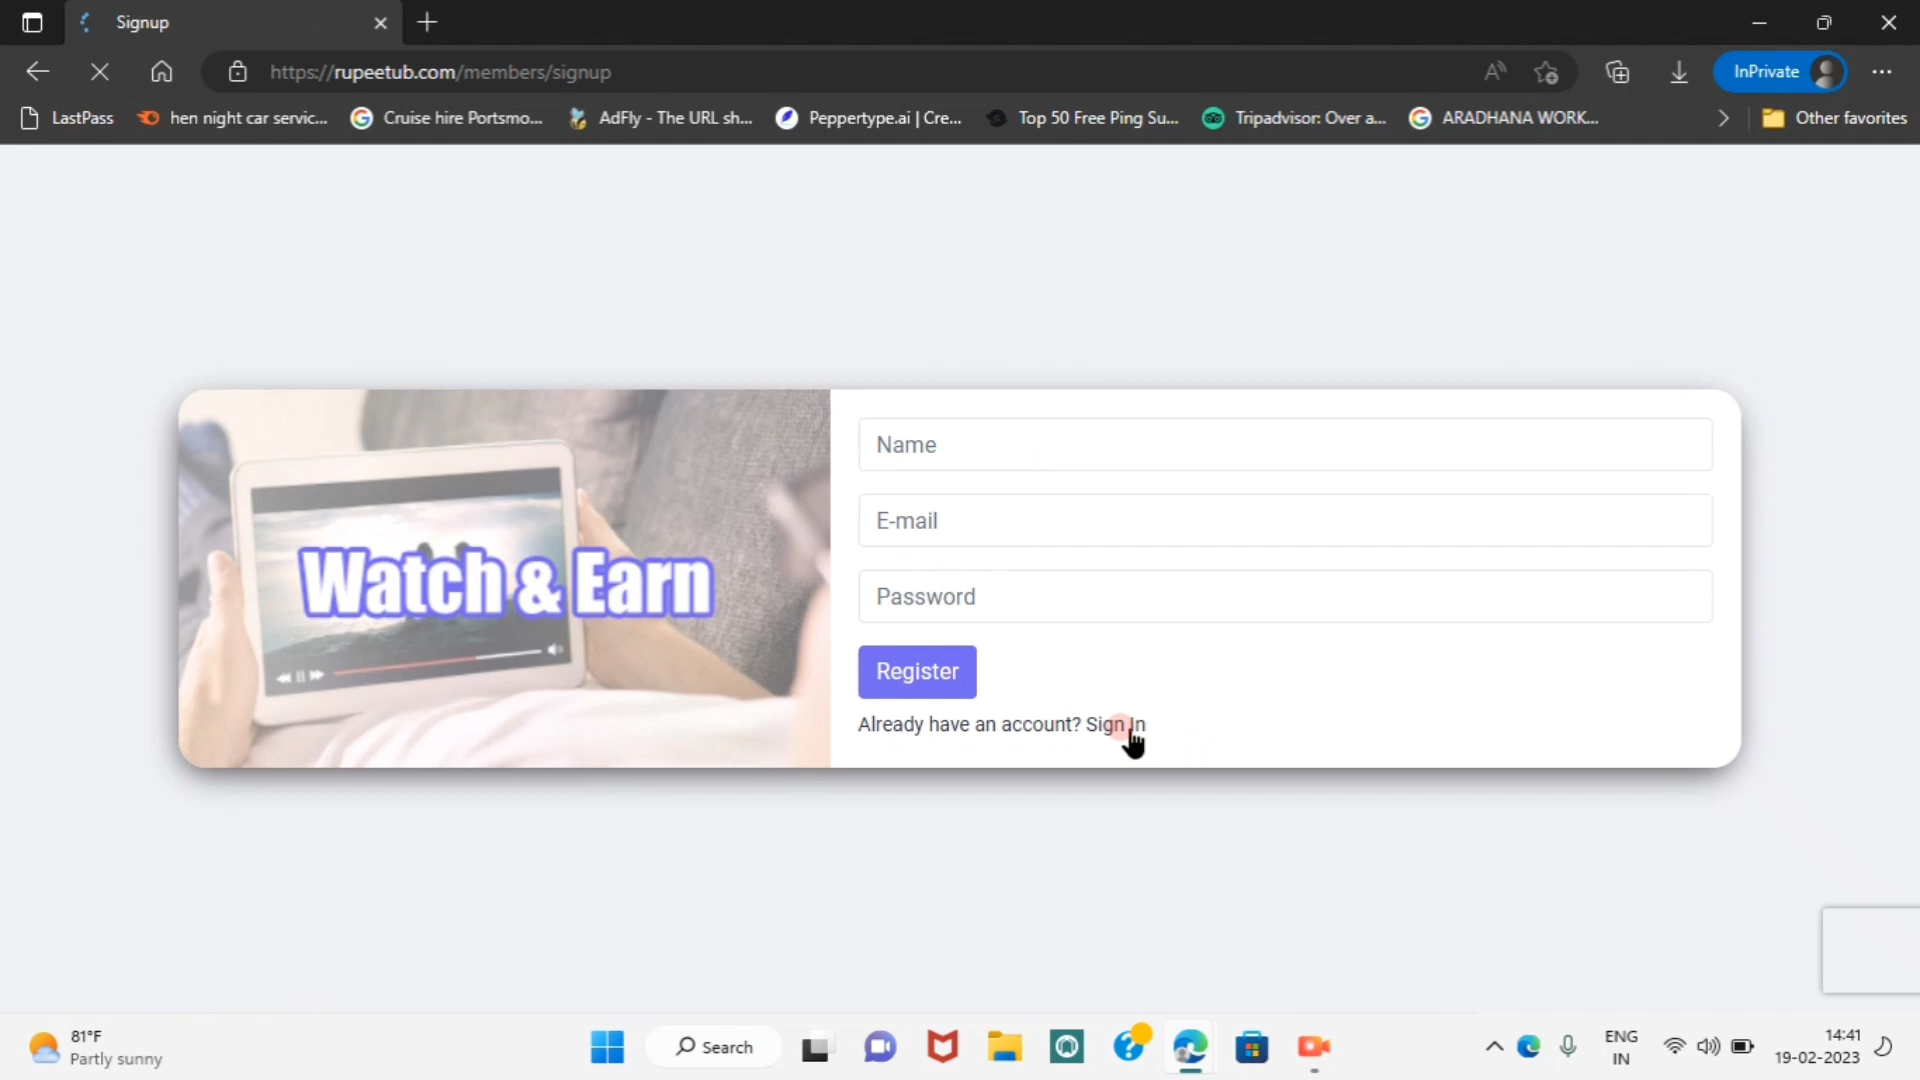 Signup
https://rupeetub.com/members/signup
InPrivate
LastPass
hen night car servic...
Cruise hire Portsmo...
AdFly - The URL sh...
Peppertype.ai | Cre...
Top 50 Free Ping Su...
Tripadvisor: Over a...
ARADHANA WORK...
Other favorites
Watch & Earn
Name
E-mail
Password
Register
Already have an account? Sign In
81°F
Partly sunny
Search
ENG
IN
14:41
19-02-2023